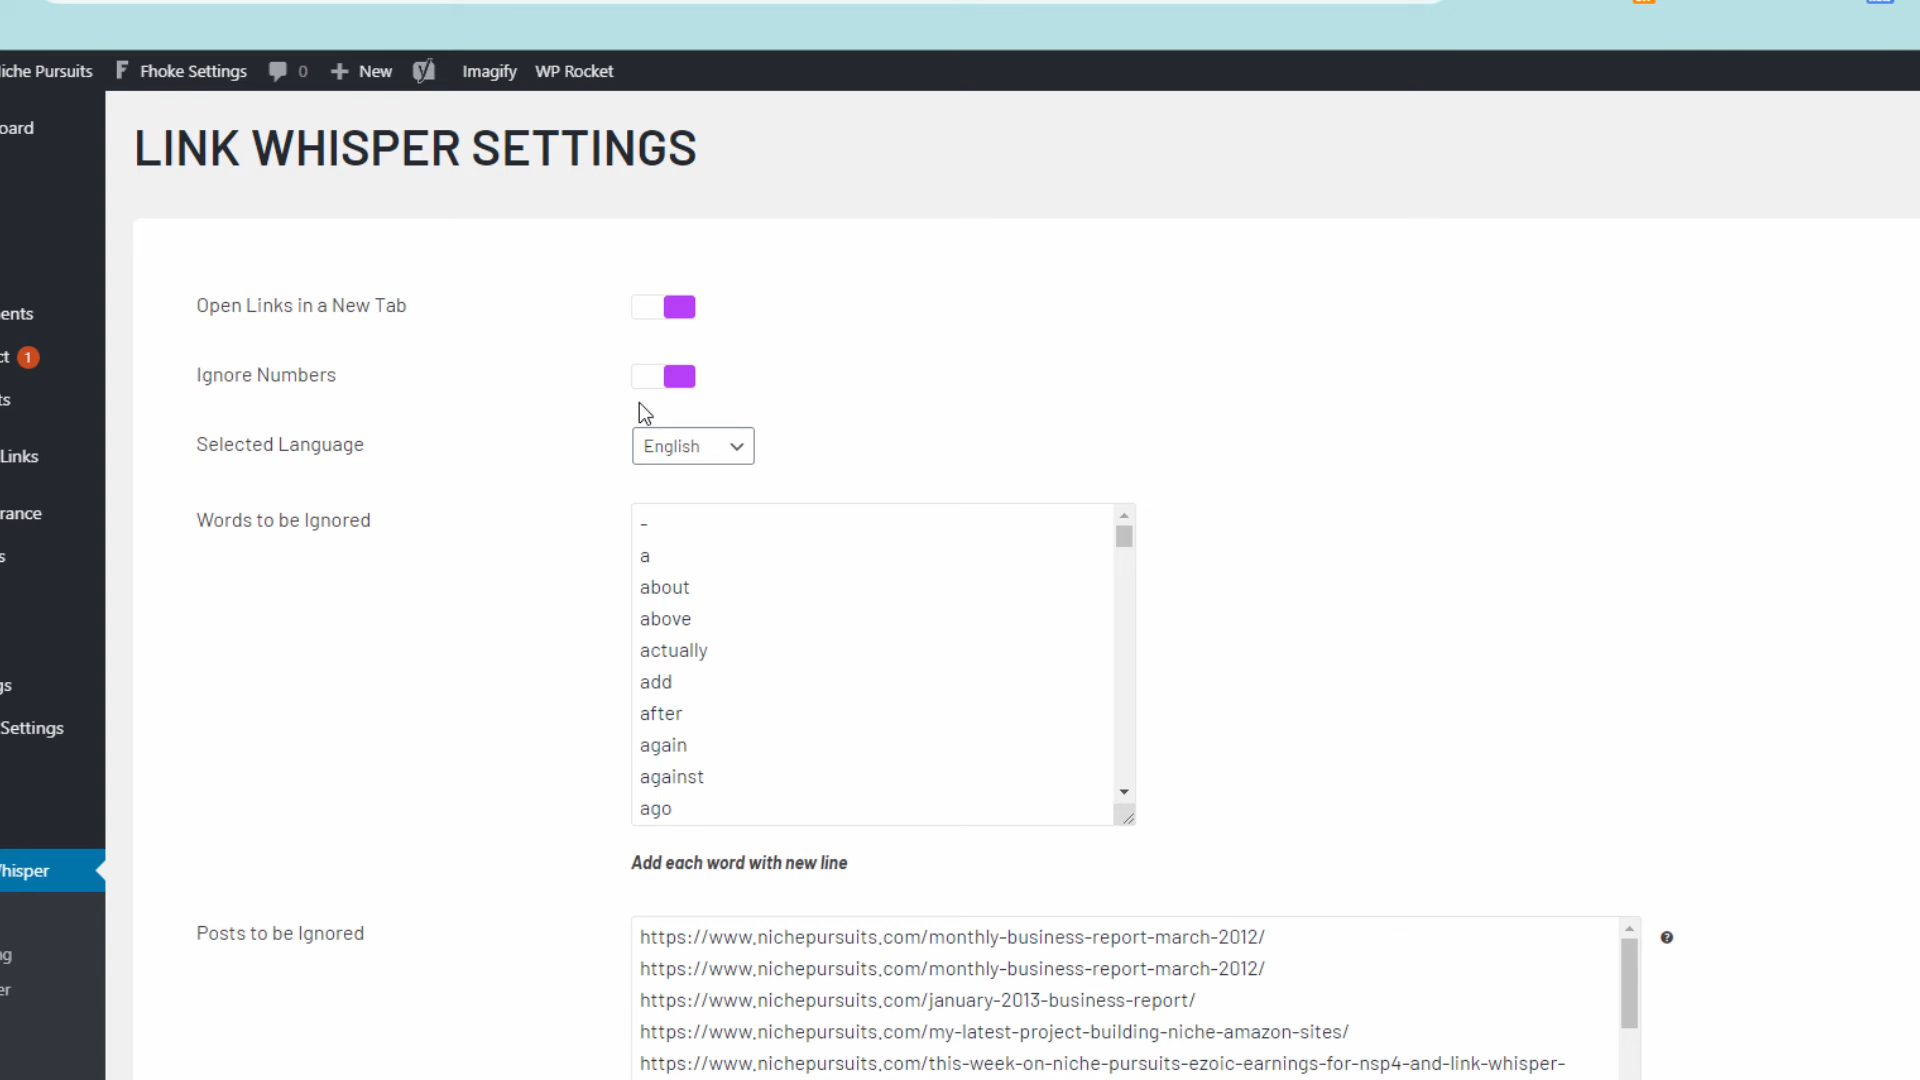 iche Pursuits
Fhoke Settings
0
New
Imagify
WP Rocket
oard
ents
ct 1
ts
Links
rance
s
gs
Settings
hisper
ng
er
LINK WHISPER SETTINGS
Open Links in a New Tab
Ignore Numbers
Selected Language
English
Words to be Ignored
-
a
about
above
actually
add
after
again
against
ago
Add each word with new line
Posts to be Ignored
https://www.nichepursuits.com/monthly-business-report-march-2012/
https://www.nichepursuits.com/monthly-business-report-march-2012/
https://www.nichepursuits.com/january-2013-business-report/
https://www.nichepursuits.com/my-latest-project-building-niche-amazon-sites/
https://www.nichepursuits.com/this-week-on-niche-pursuits-ezoic-earnings-for-nsp4-and-link-whisper-